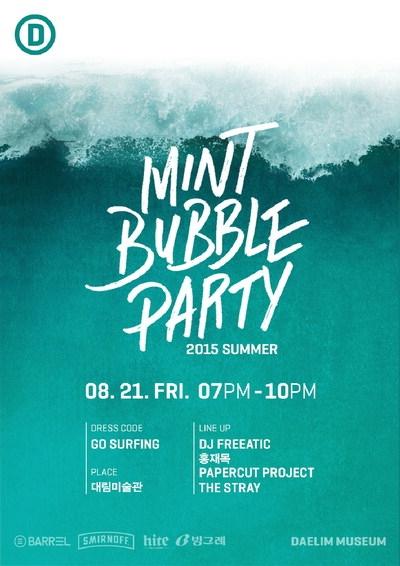 D
MINT
BUBBLE
PARTY
2015 SUMMER
08. 21. FRI. 07PM - 10PM
DRESS CODE
GO SURFING
PLACE
대림미술관
LINE UP
DJ FREEATIC
홍재목
PAPERCUT PROJECT
THE STRAY
BARREL SMIRNOFF hite 빙그레 DAELIM MUSEUM